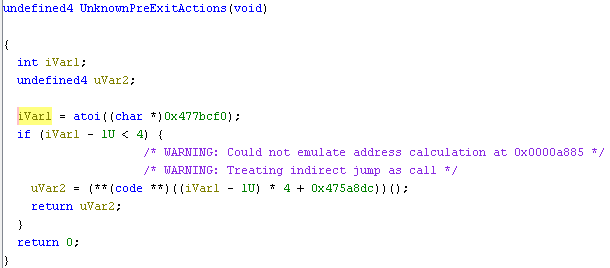 undefined4 UnknownPreExitActions(void)
{
int iVar1;
undefined4 uVar2;
iVar1 = atoi((char *)0x477bcf0);
if (iVar1 - 1U < 4) {
/* WARNING: Could not emulate address calculation at 0x0000a885 */
/* WARNING: Treating indirect jump as call */
uVar2 = (**(code **)((iVar1 - 1U) * 4 + 0x475a8dc))();
return uVar2;
}
return 0;
}